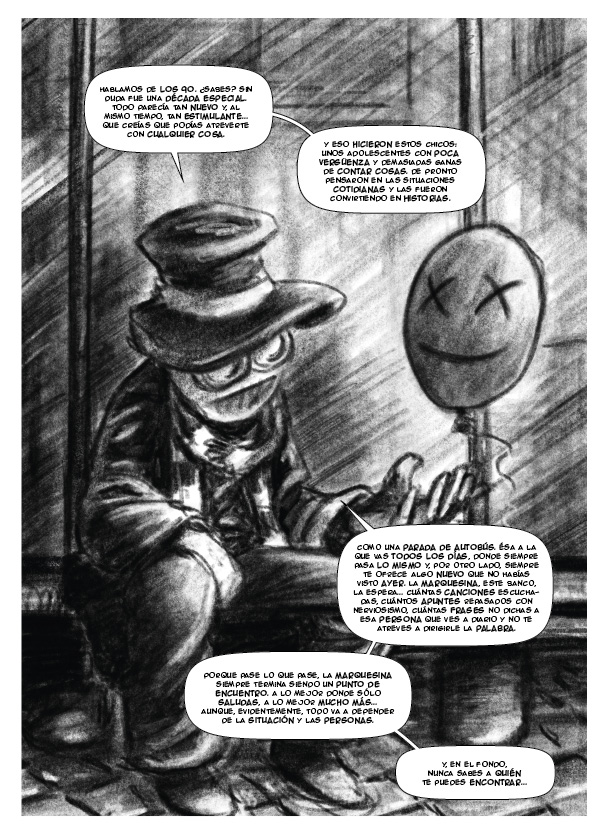 HABLAMOS DE LOS 90. ¿SABES? SIN
DUDA FUE UNA DÉCADA ESPECIAL.
TODO PARECÍA TAN NUEVO Y, AL
MISMO TIEMPO, TAN ESTIMULANTE...
QUE CREÍAS QUE PODÍAS ATREVERTE
CON CUALQUIER COSA.
Y ESO HICIERON ESTOS CHICOS:
UNOS ADOLESCENTES CON POCA
VERGÜENZA Y DEMASIADAS GANAS
DE CONTAR COSAS. DE PRONTO
PENSARON EN LAS SITUACIONES
COTIDIANAS Y LAS FUERON
CONVIRTIENDO EN HISTORIAS.
COMO UNA PARADA DE AUTOBÚS. ÉSA A LA
QUE VAS TODOS LOS DÍAS, DONDE SIEMPRE
PASA LO MISMO Y, POR OTRO LADO, SIEMPRE
TE OFRECE ALGO NUEVO QUE NO HABÍAS
VISTO AYER. LA MARQUESINA, ESTE BANCO,
LA ESPERA... CUÁNTAS CANCIONES ESCUCHA-
DAS, CUÁNTOS APUNTES REPASADOS CON
NERVIOSISMO, CUÁNTAS FRASES NO DICHAS A
ESA PERSONA QUE VES A DIARIO Y NO TE
ATREVES A DIRIGIRLE LA PALABRA.
PORQUE PASE LO QUE PASE, LA MARQUESINA
SIEMPRE TERMINA SIENDO UN PUNTO DE
ENCUENTRO. A LO MEJOR DONDE SÓLO
SALUDAS, A LO MEJOR MUCHO MÁS...
AUNQUE, EVIDENTEMENTE, TODO VA A DEPENDER
DE LA SITUACIÓN Y LAS PERSONAS.
Y, EN EL FONDO,
NUNCA SABES A QUIÉN
TE PUEDES ENCONTRAR...